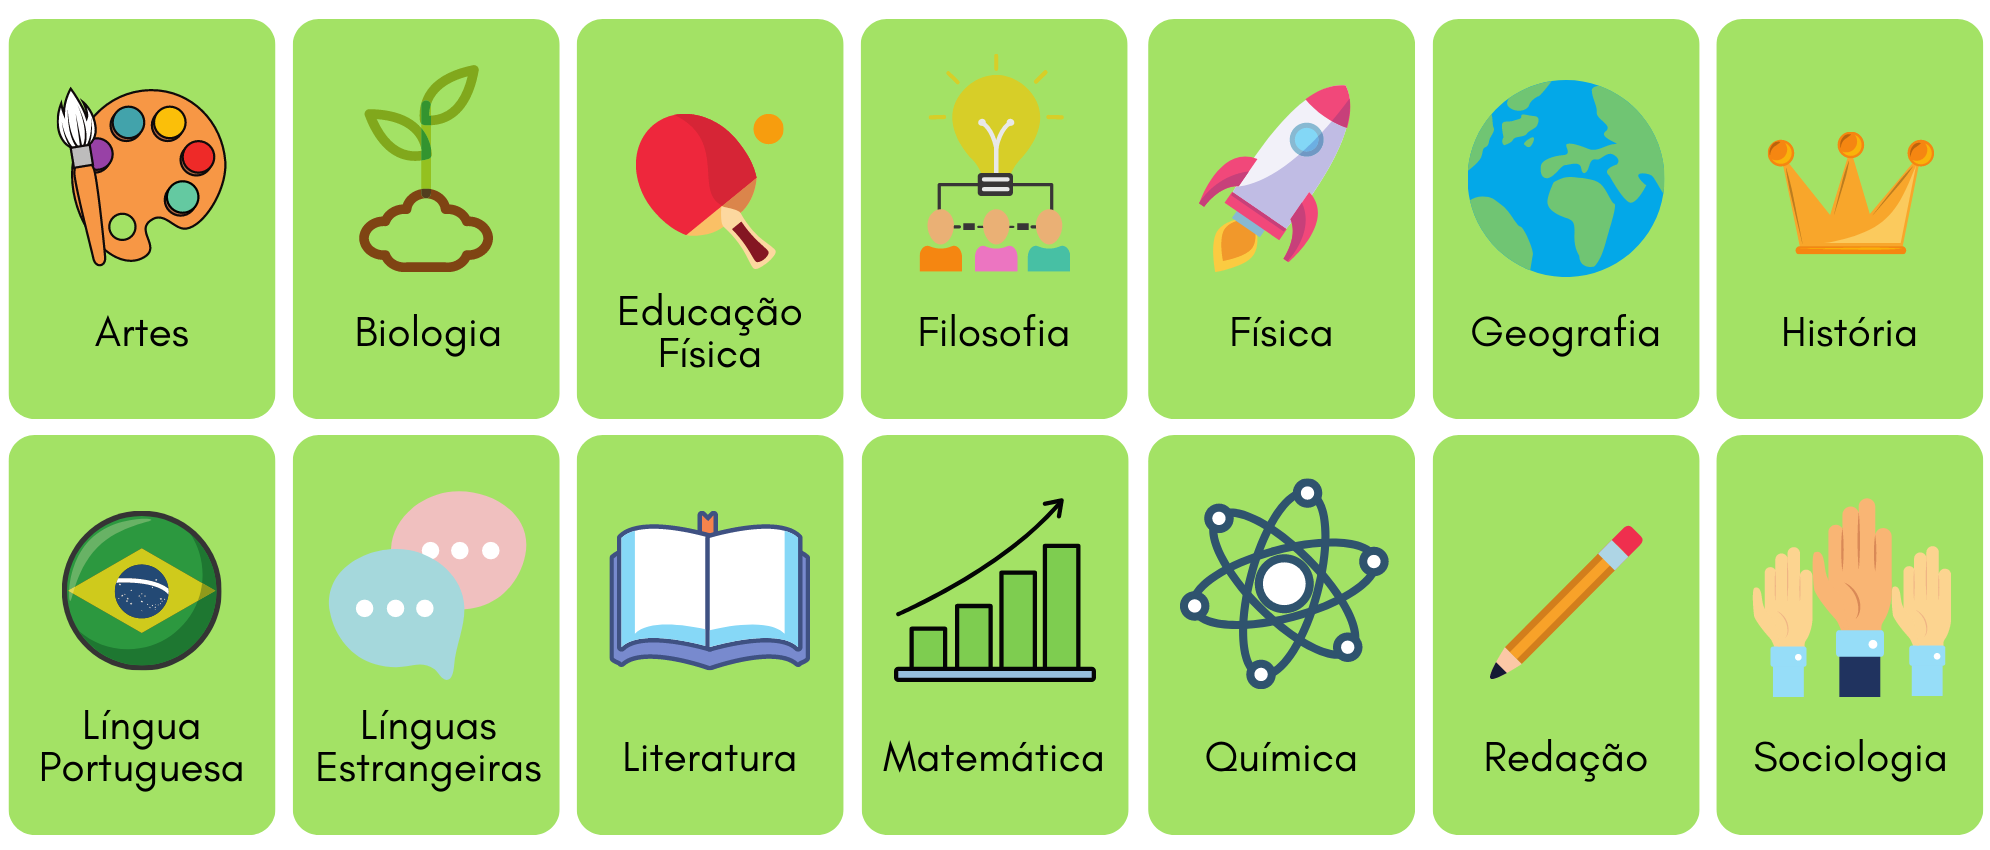 Artes
Biologia
Educação
Física
Filosofia
Física
Geografia
História
Língua
Portuguesa
Línguas
Estrangeiras
Literatura
Matemática
Química
Redação
Sociologia